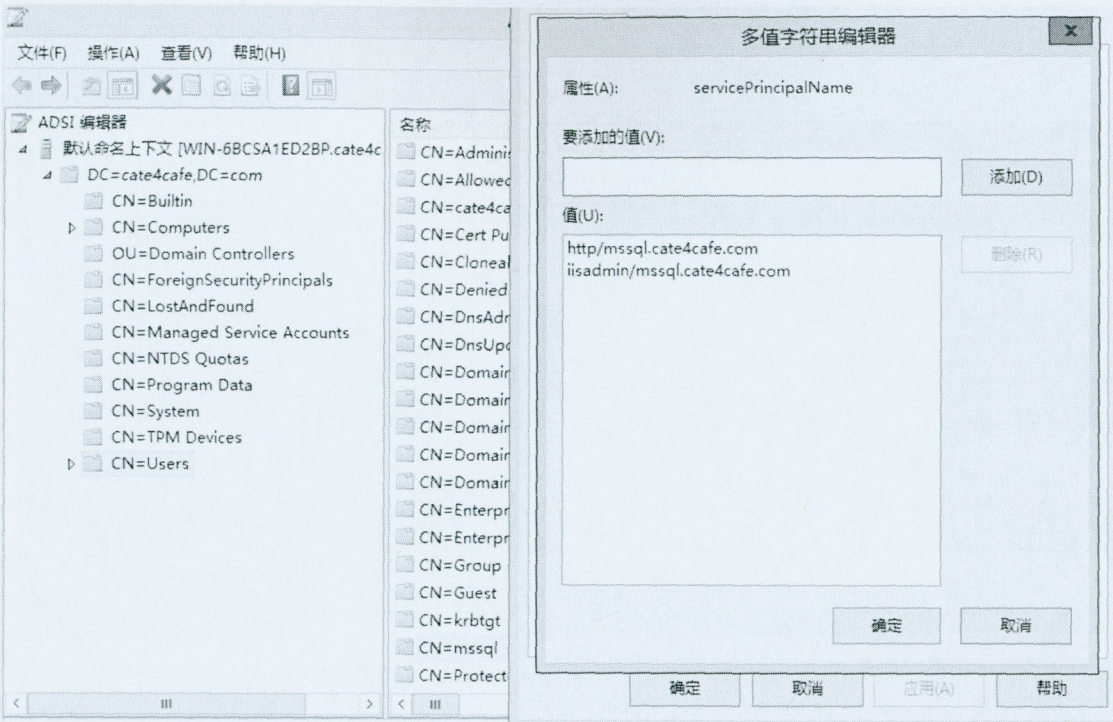 文件(F) 操作(A) 查看(V) 帮助(H)
ADSI 编辑器
默认命名上下文 [WIN-6BCSA1ED2BP.cate4c
DC=cate4cafe,DC=com
CN=Builtin
CN=Computers
OU=Domain Controllers
CN=ForeignSecurityPrincipals
CN=LostAndFound
CN=Managed Service Accounts
CN=NTDS Quotas
CN=Program Data
CN=System
CN=TPM Devices
CN=Users
名称
CN=Adminis
CN=Allowed
CN=cate4ca
CN=Cert Pu
CN=Cloneal
CN=Denied
CN=DnsAdr
CN=DnsUpd
CN=Domair
CN=Domair
CN=Domair
CN=Domair
CN=Domair
CN=Enterpr
CN=Enterpr
CN=Group
CN=Guest
CN=krbtgt
CN=mssql
CN=Protect
多值字符串编辑器
属性(A): servicePrincipalName
要添加的值(V):
添加(D)
值(U):
http/mssql.cate4cafe.com
iisadmin/mssql.cate4cafe.com
删除(R)
确定 取消
确定 取消 应用(A) 帮助